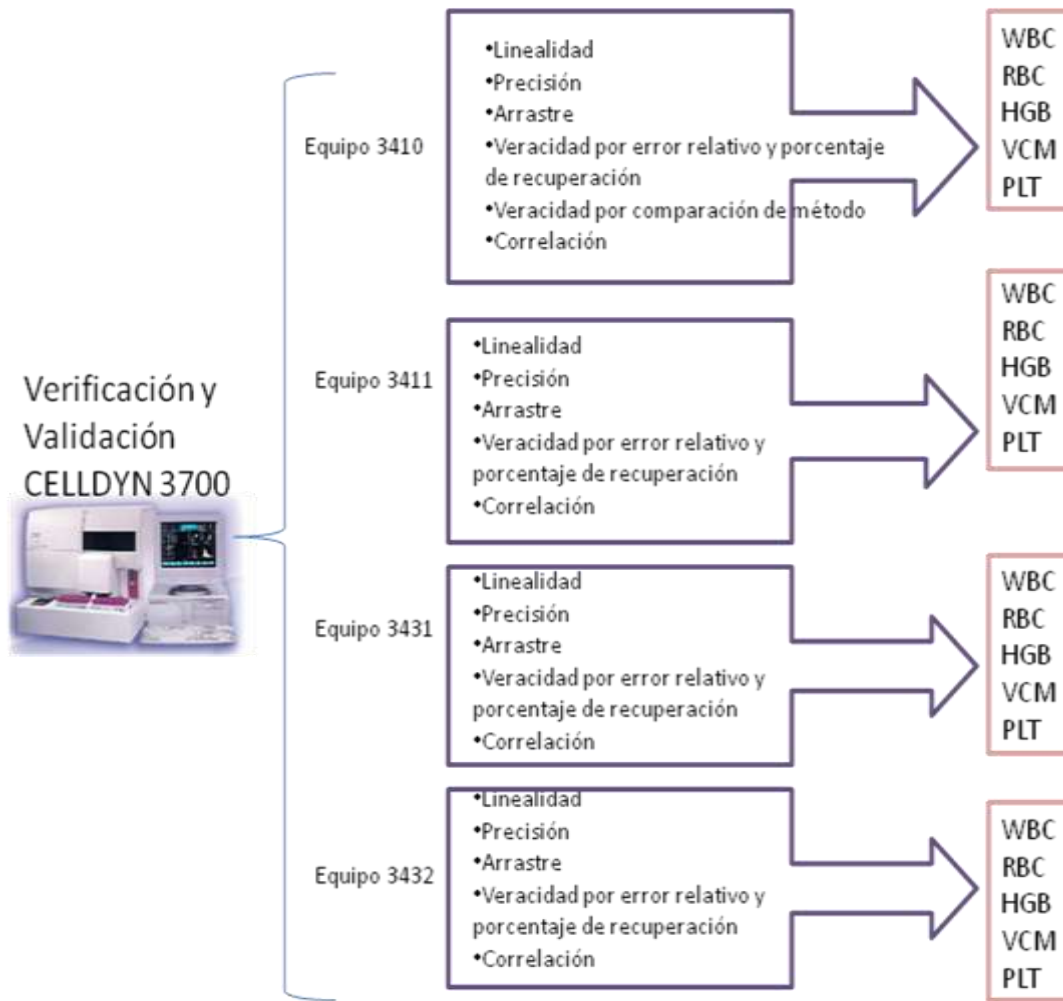 Verificación y
Validación
CELLDYN 3700
Equipo 3410
•Linealidad
•Precisión
•Arrastre
•Veracidad por error relativo y porcentaje
de recuperación
•Veracidad por comparación de método
•Correlación
WBC
RBC
HGB
VCM
PLT
Equipo 3411
•Linealidad
•Precisión
•Arrastre
•Veracidad por error relativo y
porcentaje de recuperación
•Correlación
WBC
RBC
HGB
VCM
PLT
Equipo 3431
•Linealidad
•Precisión
•Arrastre
•Veracidad por error relativo y
porcentaje de recuperación
•Correlación
WBC
RBC
HGB
VCM
PLT
Equipo 3432
•Linealidad
•Precisión
•Arrastre
•Veracidad por error relativo y
porcentaje de recuperación
•Correlación
WBC
RBC
HGB
VCM
PLT